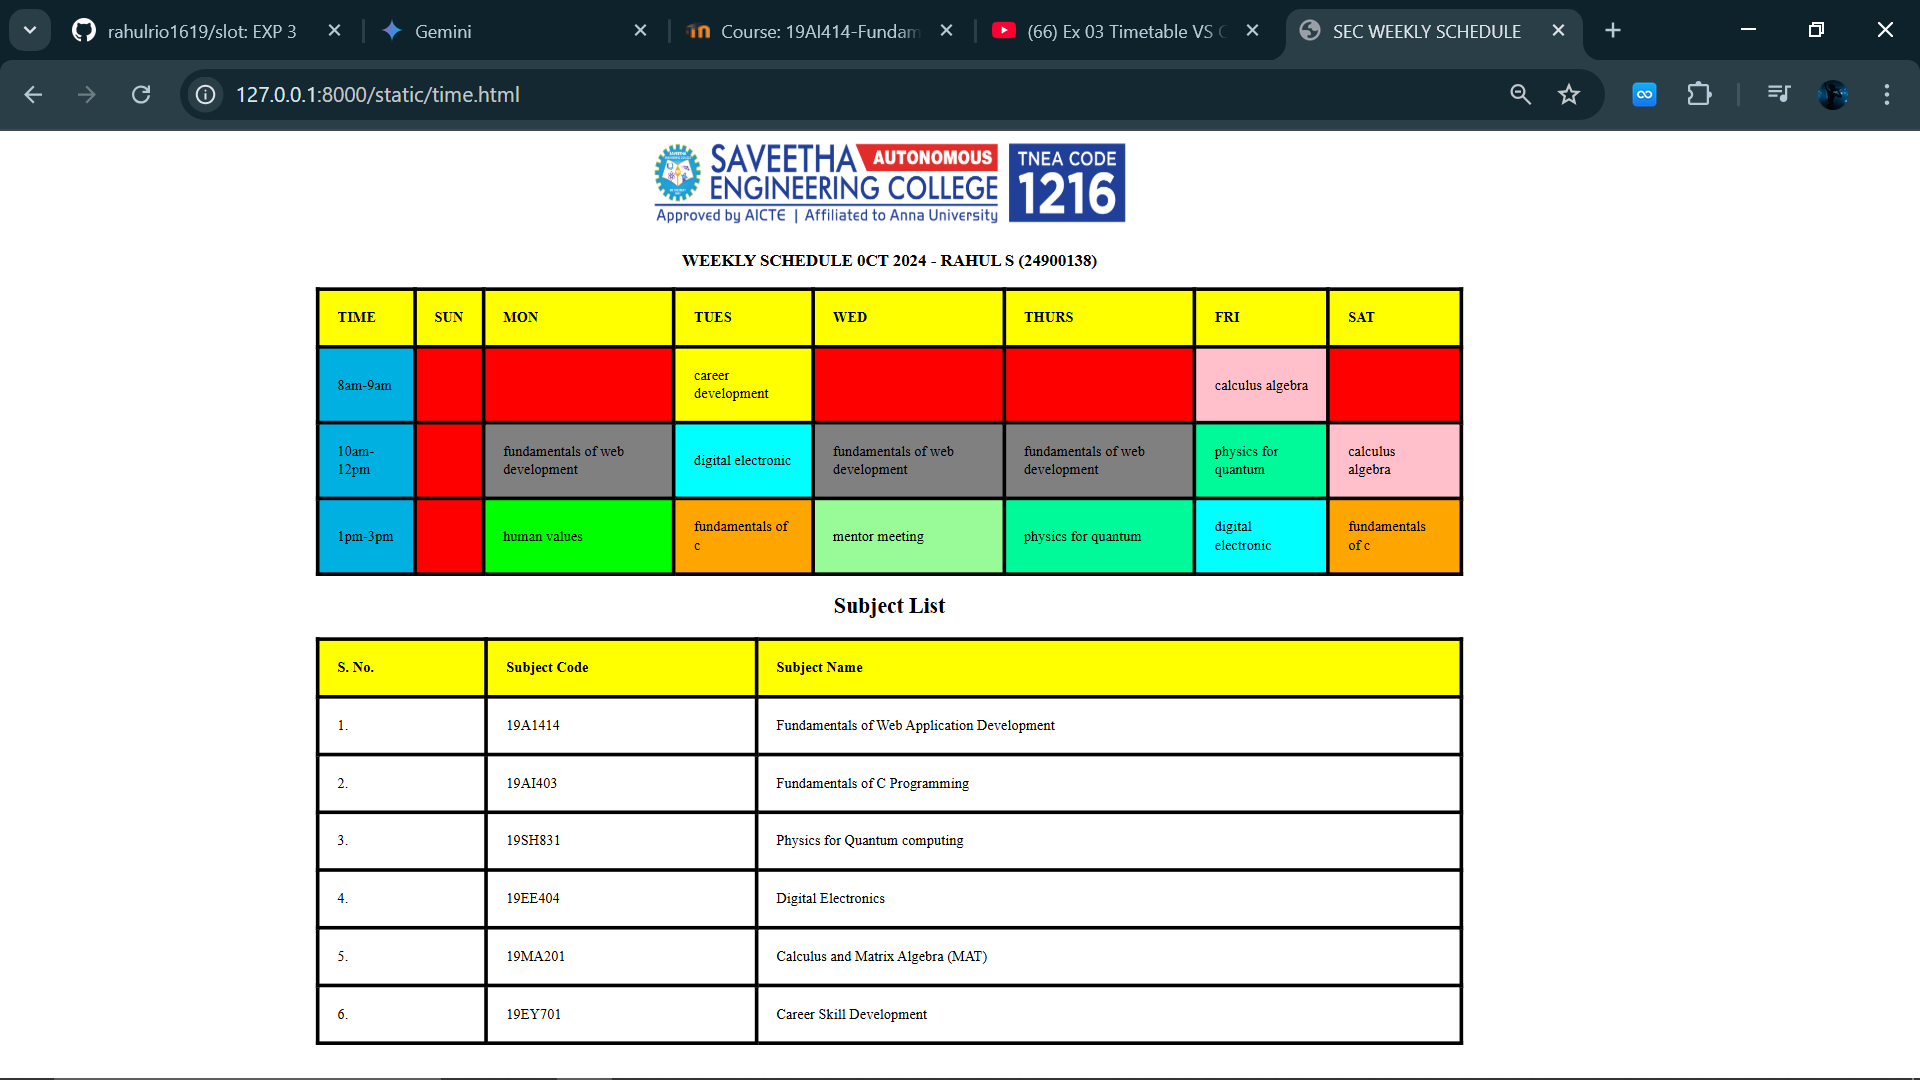 rahulrio1619/slot: EXP 3
Gemini
Course: 19AI414-Fundam
(66) Ex 03 Timetable VS C
SEC WEEKLY SCHEDULE
127.0.0.1:8000/static/time.html
SAVEETHA AUTONOMOUS
ENGINEERING COLLEGE
Approved by AICTE | Affiliated to Anna University
TNEA CODE
1216
WEEKLY SCHEDULE 0CT 2024 - RAHUL S (24900138)
TIME SUN MON TUES WED THURS FRI SAT
8am-9am career development calculus algebra
10am-12pm fundamentals of web development digital electronic fundamentals of web development fundamentals of web development physics for quantum calculus algebra
1pm-3pm human values fundamentals of c mentor meeting physics for quantum digital electronic fundamentals of c
Subject List
S. No. Subject Code Subject Name
1. 19A1414 Fundamentals of Web Application Development
2. 19AI403 Fundamentals of C Programming
3. 19SH831 Physics for Quantum computing
4. 19EE404 Digital Electronics
5. 19MA201 Calculus and Matrix Algebra (MAT)
6. 19EY701 Career Skill Development